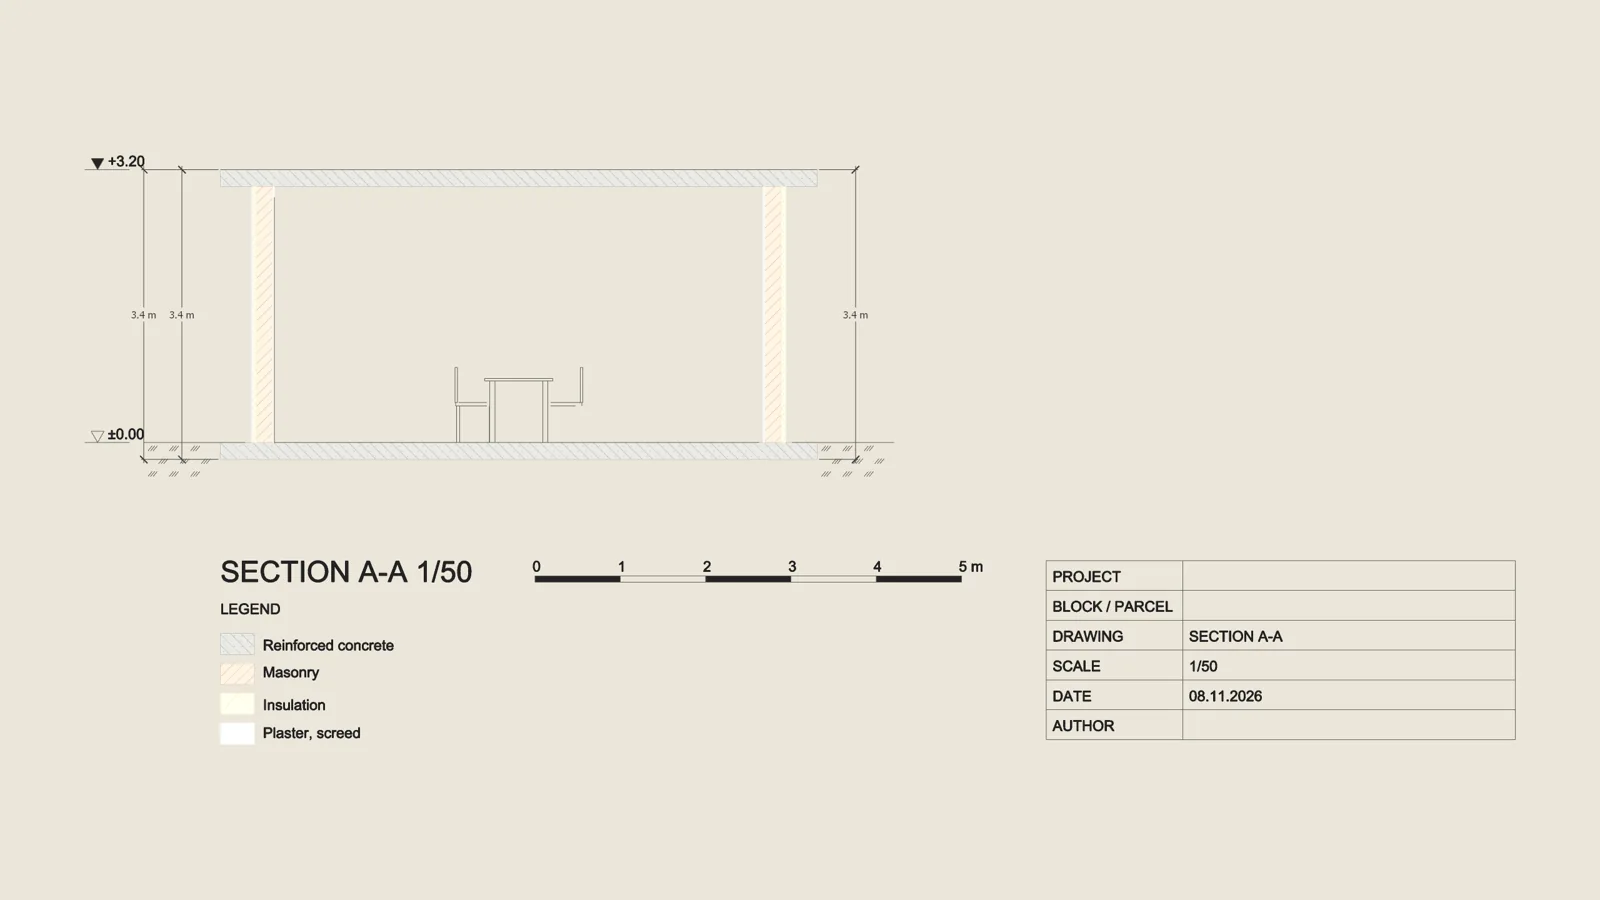 +3.20
3.4 m 3.4 m 3.4 m
±0.00
SECTION A-A 1/50
0 1 2 3 4 5 m
LEGEND
Reinforced concrete
Masonry
Insulation
Plaster, screed
PROJECT
BLOCK / PARCEL
DRAWING SECTION A-A
SCALE 1/50
DATE 08.11.2026
AUTHOR